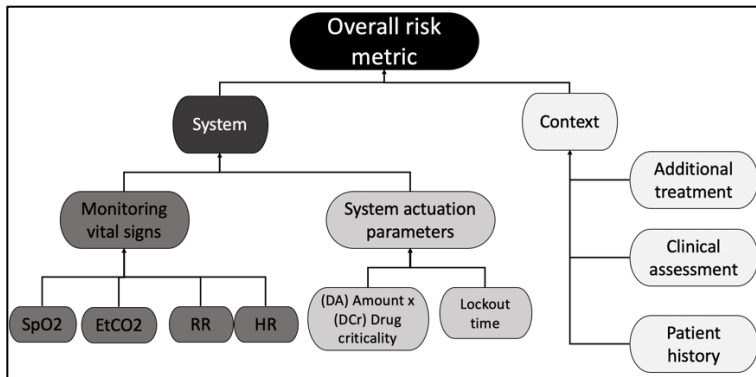 Overall risk
metric
System
Context
Monitoring
vital signs
System actuation
parameters
Additional
treatment
Clinical
assessment
Patient
history
SpO2
EtCO2
RR
HR
(DA) Amount x
(DCr) Drug
criticality
Lockout
time